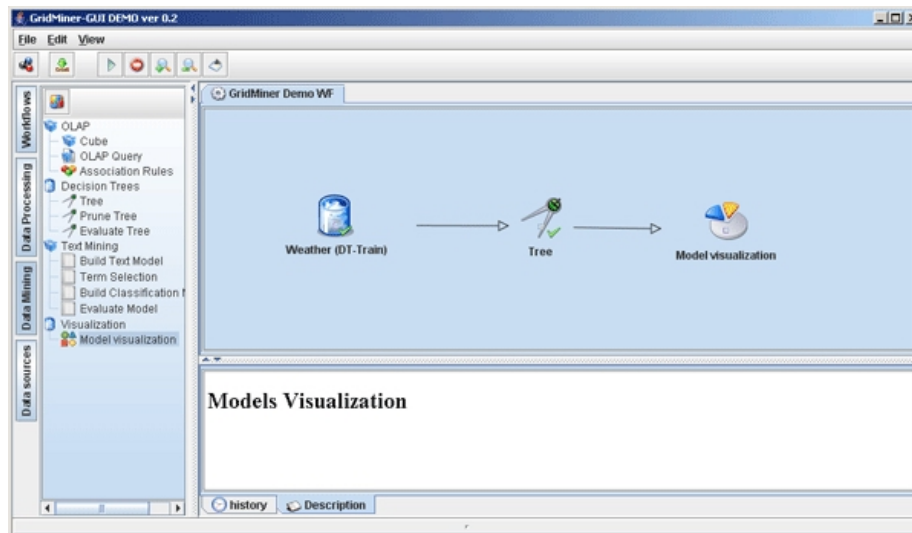 GridMiner-GUI DEMO ver 0.2
File Edit View
Workflows
Data Processing
Data Mining
Data sources
OLAP
Cube
OLAP Query
Association Rules
Decision Trees
Tree
Prune Tree
Evaluate Tree
Text Mining
Build Text Model
Term Selection
Build Classification
Evaluate Model
Visualization
Model visualization
GridMiner Demo WF
Weather (DT-Train)
Tree
Model visualization
Models Visualization
history
Description